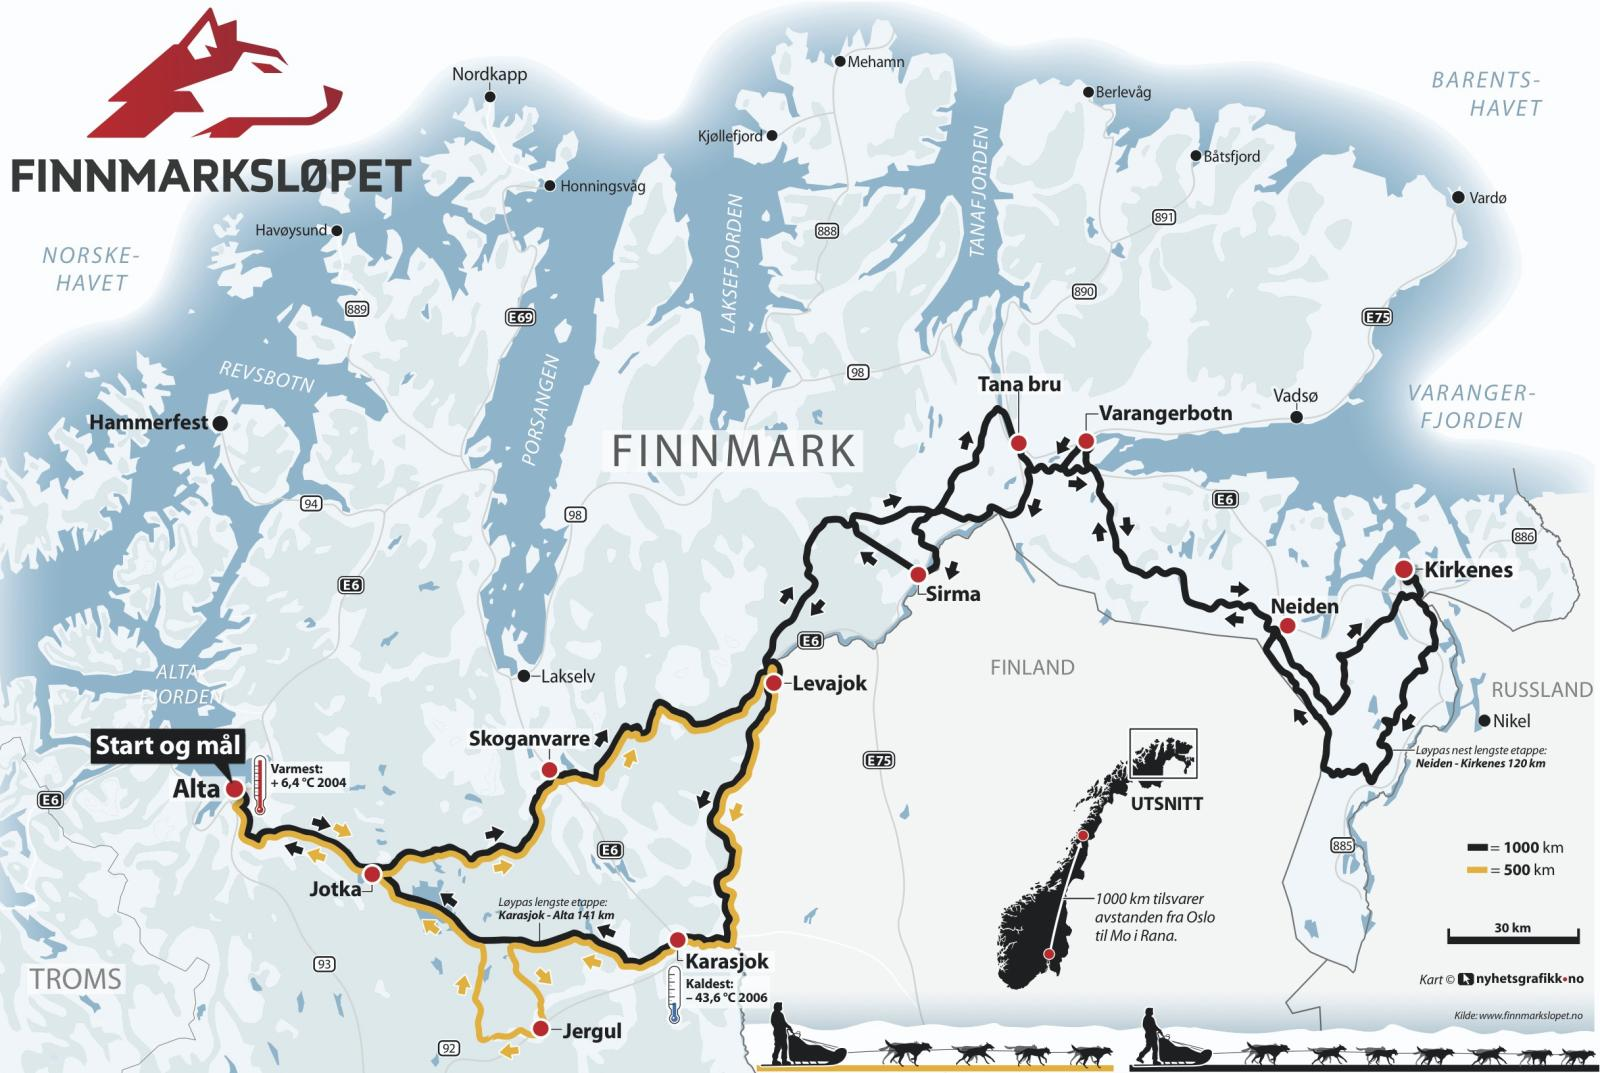 FINNMARKSLØPET
Nordkapp
Mehamn
Berlevåg
BARENTS-
HAVET
Kjøllefjord
Båtsfjord
Honningsvåg
Vardø
Havøysund
NORSKE-
HAVET
LAKSEFJORDEN
TANAFJORDEN
888
891
889
E69
890
E75
REVSBOTN
PORSANGEN
98
Tana bru
Varangerbotn
Vadsø
VARANGER-
FJORDEN
Hammerfest
FINNMARK
94
98
E6
886
E6
Sirma
Kirkenes
Neiden
E6
FINLAND
ALTA
FJORDEN
Lakselv
Levajok
RUSSLAND
Nikel
Start og mål
Skoganvarre
Varmest:
+ 6,4 °C 2004
Alta
E6
E75
Løypas nest lengste etappe:
Neiden - Kirkenes 120 km
UTSNITT
885
= 1000 km
= 500 km
E6
Jotka
Løypas lengste etappe:
Karasjok - Alta 141 km
1000 km tilsvarer
avstanden fra Oslo
til Mo i Rana.
30 km
TROMS
93
Karasjok
Kaldest:
– 43,6 °C 2006
Kart © nyhetsgrafikk•no
Jergul
92
Kilde: www.finnmarkslopet.no